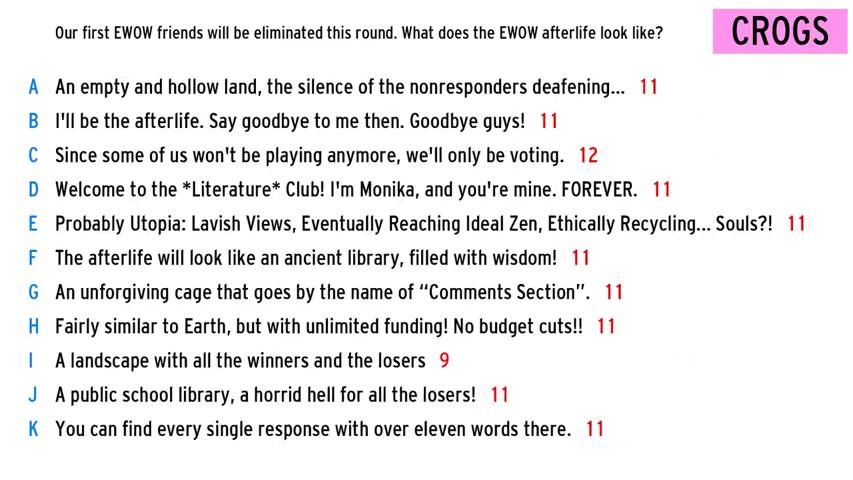 Our first EWOW friends will be eliminated this round. What does the EWOW afterlife look like?
CROGS
A An empty and hollow land, the silence of the nonresponders deafening... 11
B I'll be the afterlife. Say goodbye to me then. Goodbye guys! 11
C Since some of us won't be playing anymore, we'll only be voting. 12
D Welcome to the *Literature* Club! I'm Monika, and you're mine. FOREVER. 11
E Probably Utopia: Lavish Views, Eventually Reaching Ideal Zen, Ethically Recycling... Souls?! 11
F The afterlife will look like an ancient library, filled with wisdom! 11
G An unforgiving cage that goes by the name of “Comments Section”. 11
H Fairly similar to Earth, but with unlimited funding! No budget cuts!! 11
I A landscape with all the winners and the losers 9
J A public school library, a horrid hell for all the losers! 11
K You can find every single response with over eleven words there. 11